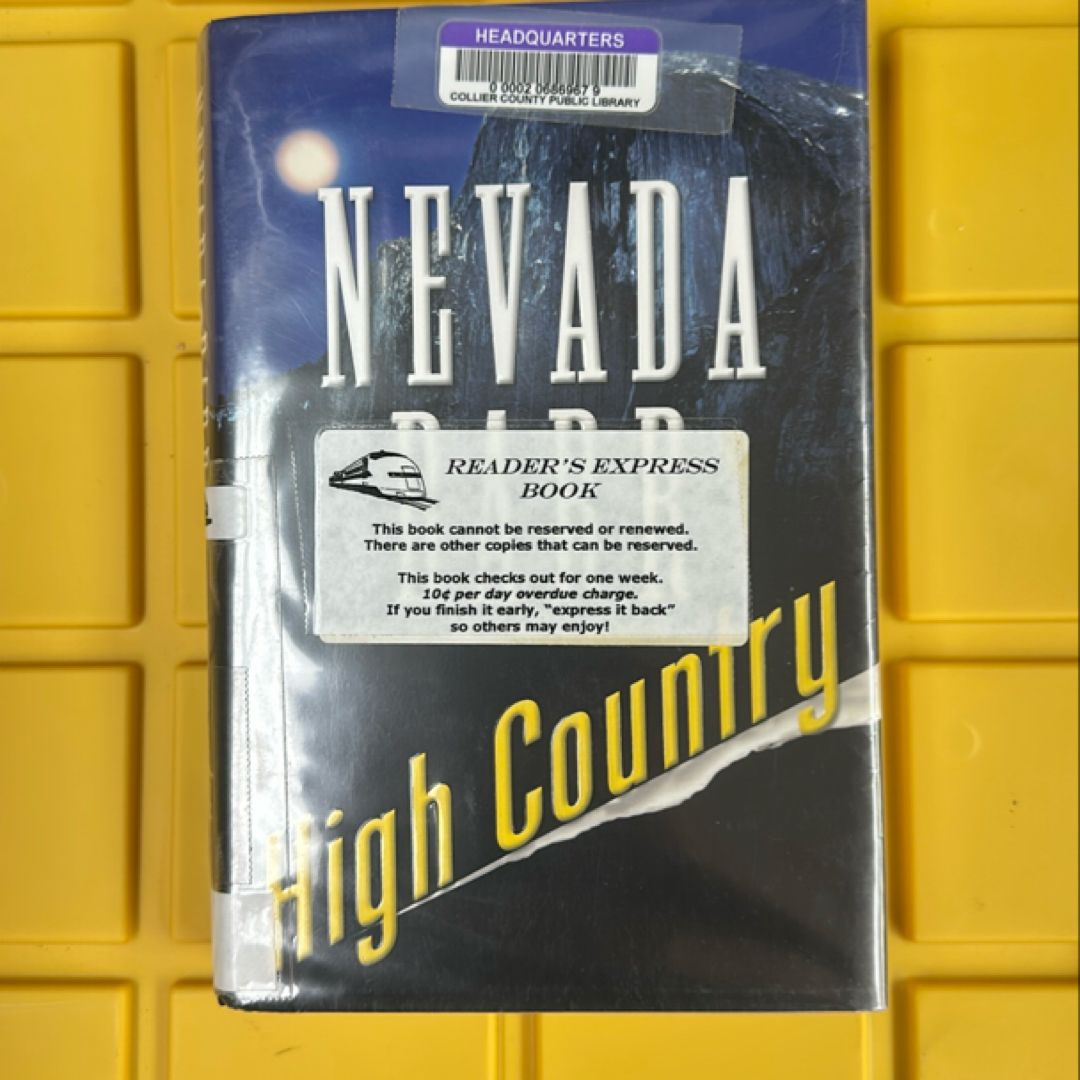 HEADQUARTERS
0 0002 0686967 9
COLLIER COUNTY PUBLIC LIBRARY
NEVADA
BARR
READER'S EXPRESS
BOOK
This book cannot be reserved or renewed.
There are other copies that can be reserved.
This book checks out for one week.
10¢ per day overdue charge.
If you finish it early, "express it back"
so others may enjoy!
High Country